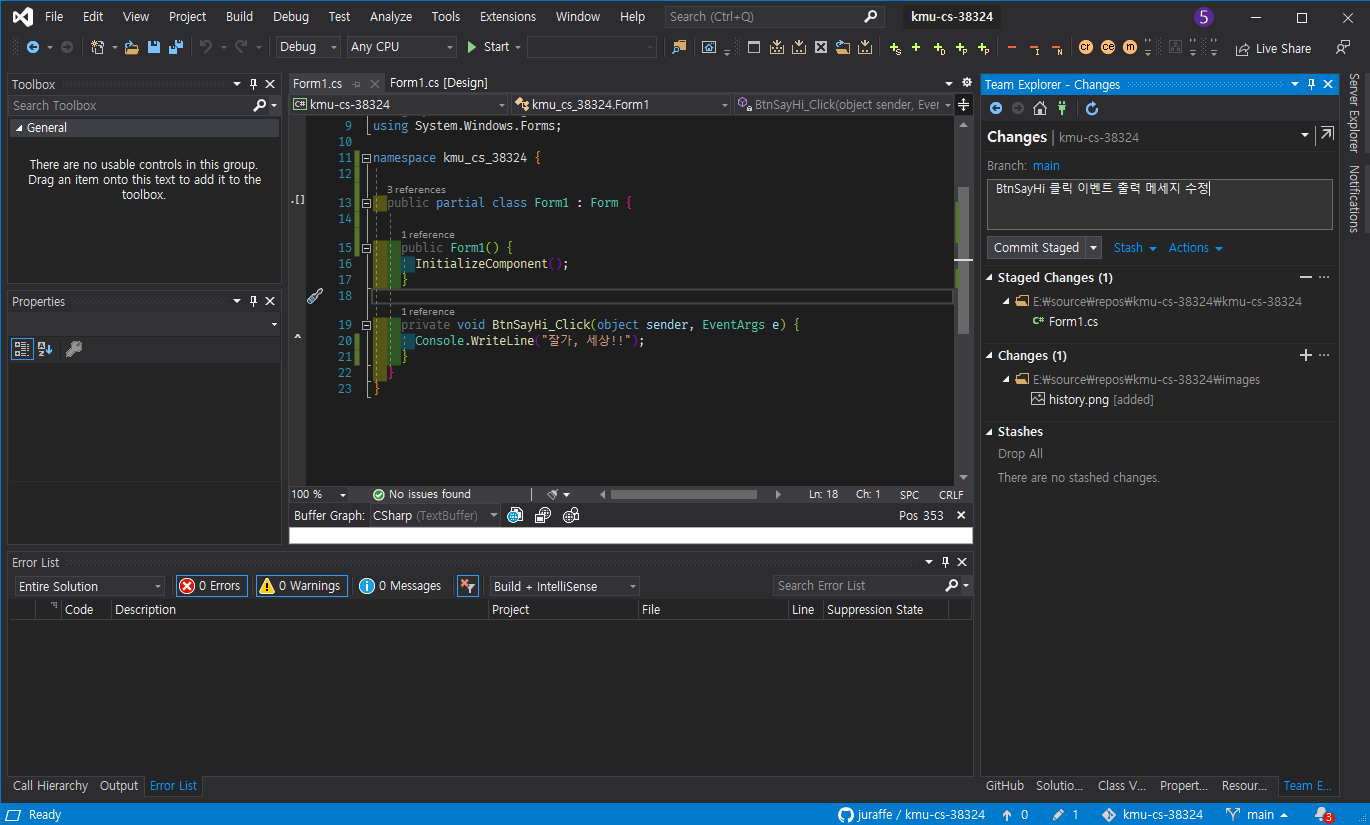 File Edit View Project Build Debug Test Analyze Tools Extensions Window Help Search (Ctrl+Q) kmu-cs-38324 5
Debug Any CPU Start cr ce m Live Share
Toolbox
Search Toolbox
General
There are no usable controls in this group.
Drag an item onto this text to add it to the
toolbox.
Properties
Form1.cs Form1.cs [Design]
C# kmu-cs-38324 kmu_cs_38324.Form1 BtnSayHi_Click(object sender, Ever
9 using System.Windows.Forms;
10
11 namespace kmu_cs_38324 {
12
3 references
13 public partial class Form1 : Form {
14
1 reference
15 public Form1() {
16 InitializeComponent();
17 }
18
1 reference
19 private void BtnSayHi_Click(object sender, EventArgs e) {
20 Console.WriteLine("잘가, 세상!!");
21 }
22 }
23 }
100 % No issues found Ln: 18 Ch: 1 SPC CRLF
Buffer Graph: CSharp (TextBuffer) Pos 353
Team Explorer - Changes
Changes | kmu-cs-38324
Branch: main
BtnSayHi 클릭 이벤트 출력 메세지 수정
Commit Staged Stash Actions
Staged Changes (1)
E:₩source₩repos₩kmu-cs-38324₩kmu-cs-38324
C# Form1.cs
Changes (1)
E:₩source₩repos₩kmu-cs-38324₩images
history.png [added]
Stashes
Drop All
There are no stashed changes.
Server Explorer
Notifications
Error List
Entire Solution 0 Errors 0 Warnings 0 Messages Build + IntelliSense Search Error List
Code Description Project File Line Suppression State
Call Hierarchy Output Error List
GitHub Solutio... Class V... Propert... Resour... Team E...
Ready juraffe / kmu-cs-38324 0 1 kmu-cs-38324 main 3